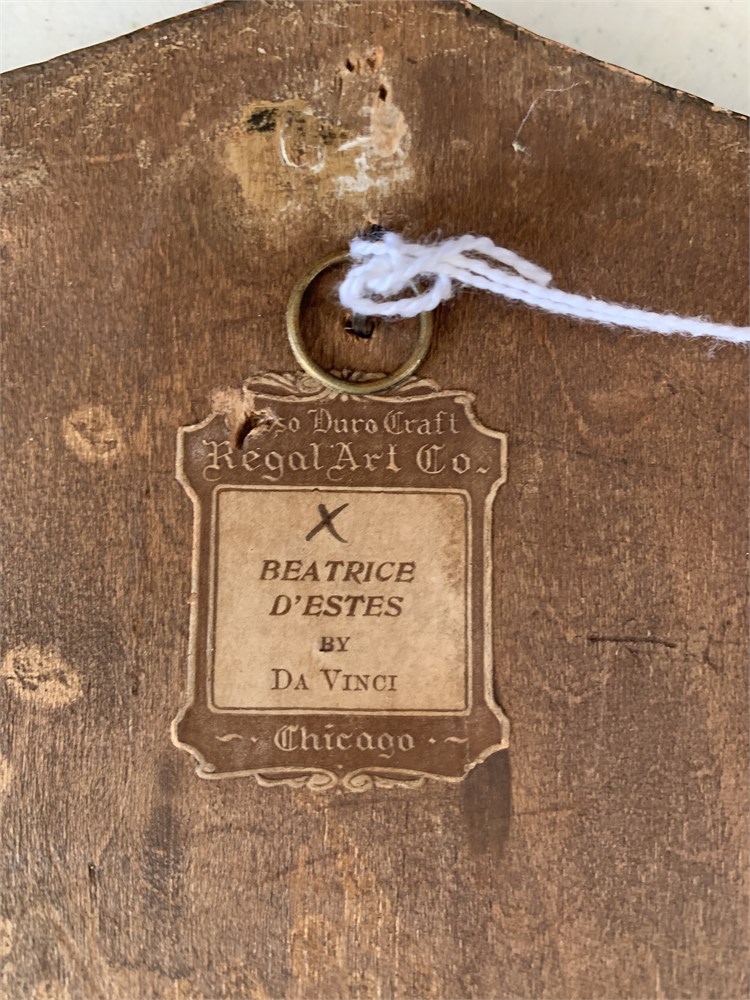 Duro Craft
Regal Art Co.
X
BEATRICE
D'ESTES
BY
DA VINCI
Chicago